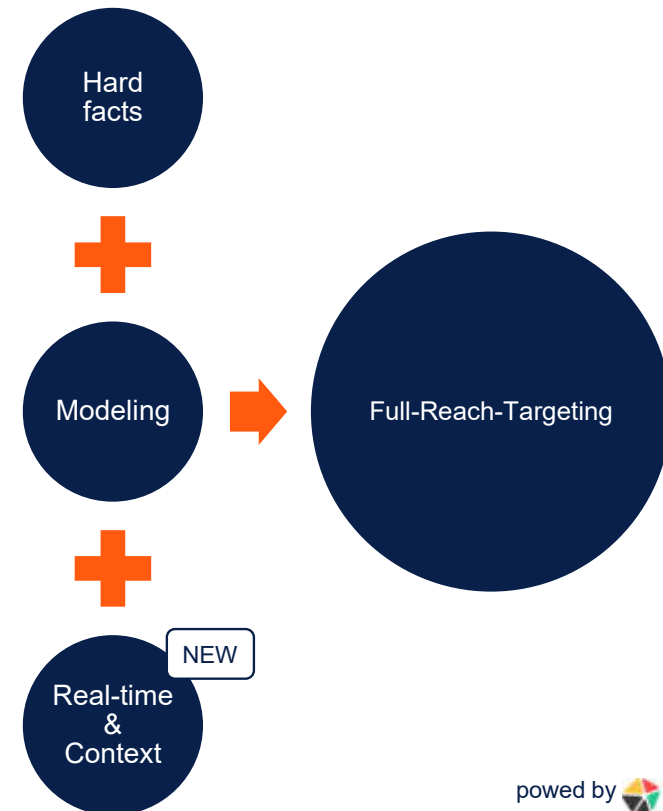 Hard
facts
Modeling
Full-Reach-Targeting
NEW
Real-time
&
Context
powed by